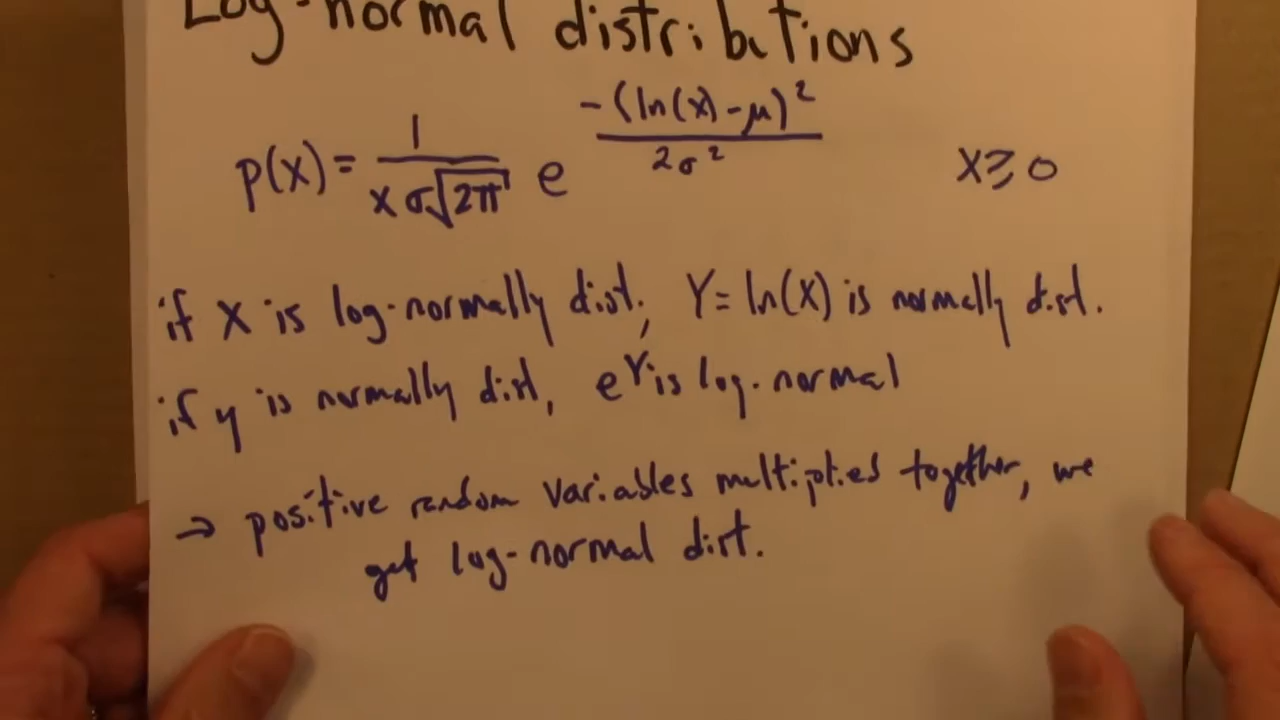 Log-normal distributions
p(x) = 1 / (x σ√(2π)) e^(-(ln(x)-μ)² / 2σ²) x ≥ 0
if X is log-normally dist., Y = ln(X) is normally dist.
if y is normally dist, e^Y is log-normal
→ positive random variables multiplied together, we
get log-normal dist.